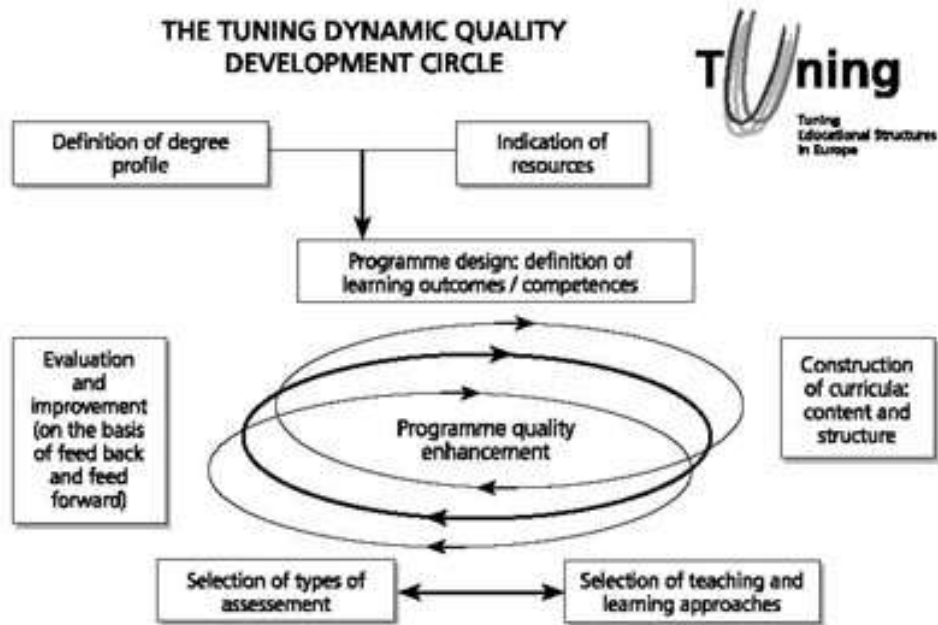 THE TUNING DYNAMIC QUALITY
DEVELOPMENT CIRCLE
Tuning
Tuning
Educational Structures
in Europe
Definition of degree
profile
Indication of
resources
Programme design: definition of
learning outcomes / competences
Evaluation
and
improvement
(on the basis
of feed back
and feed
forward)
Programme quality
enhancement
Construction
of curricula:
content and
structure
Selection of types of
assessement
Selection of teaching and
learning approaches